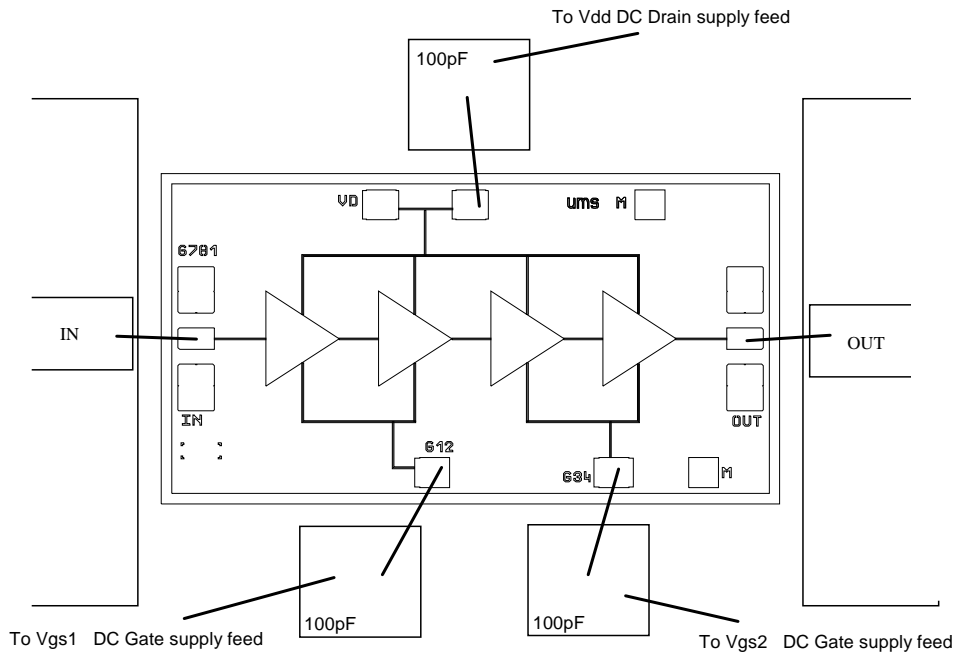 To Vdd DC Drain supply feed
100pF
VD
ums M
G781
IN
OUT
IN
OUT
G12
G34
M
100pF
100pF
To Vgs1 DC Gate supply feed
To Vgs2 DC Gate supply feed